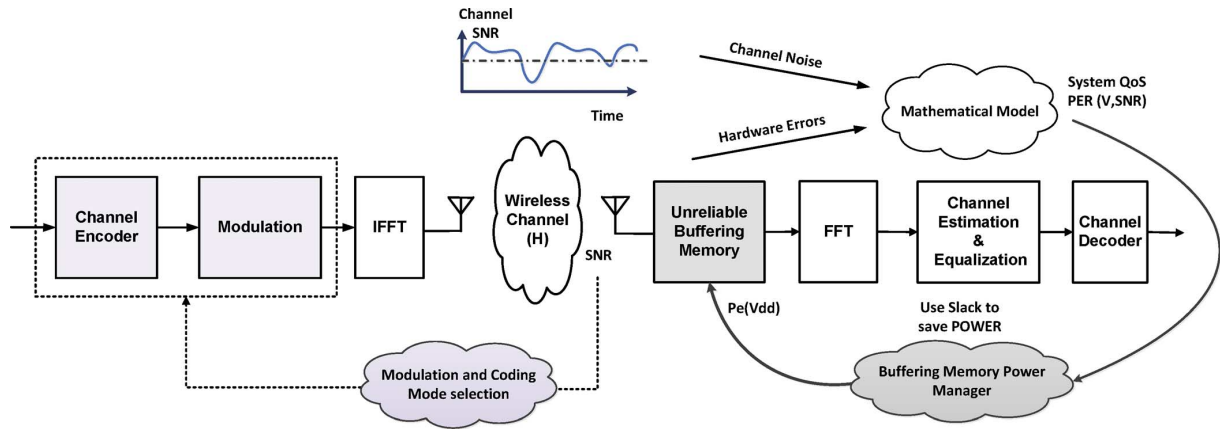 Channel
SNR
Time
Channel Noise
Hardware Errors
Mathematical Model
System QoS
PER (V,SNR)
Channel
Encoder
Modulation
IFFT
Wireless
Channel
(H)
SNR
Unreliable
Buffering
Memory
FFT
Channel
Estimation
&
Equalization
Channel
Decoder
Pe(Vdd)
Use Slack to
save POWER
Modulation and Coding
Mode selection
Buffering Memory Power
Manager